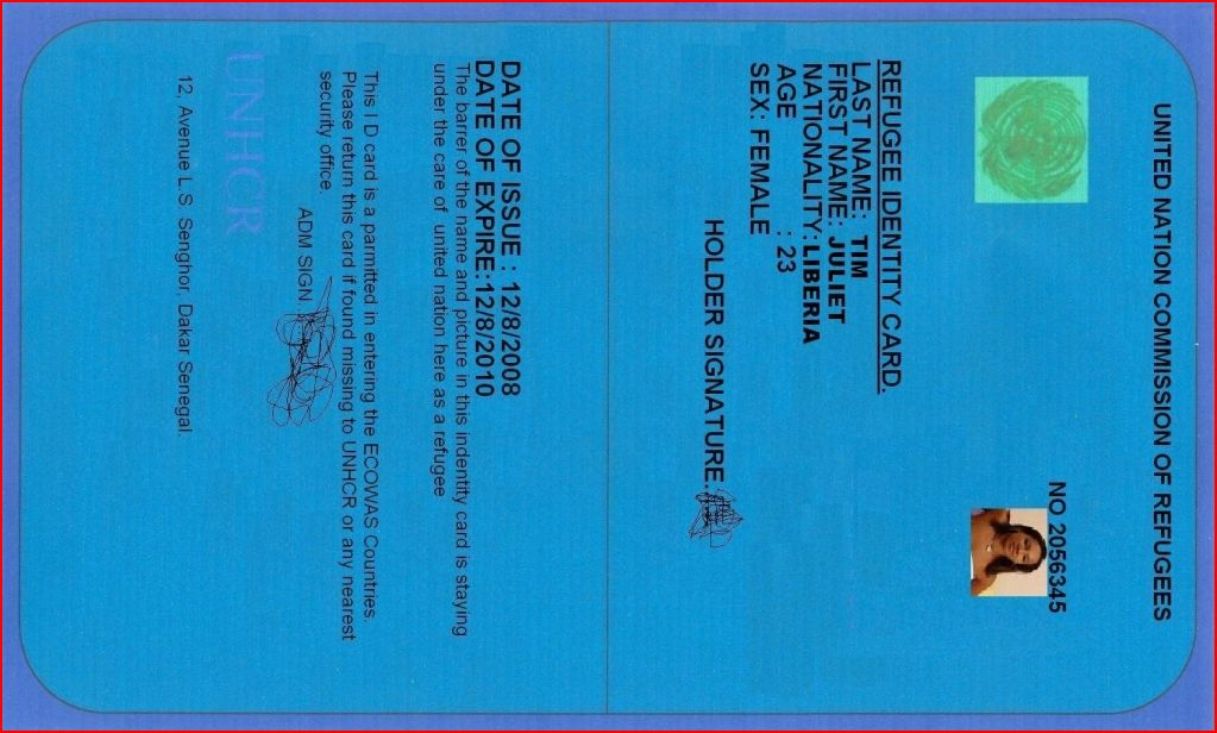 UNITED NATION COMMISSION OF REFUGEES
NO 2056345
REFUGEE IDENTITY CARD.
LAST NAME: TIM
FIRST NAME: JULIET
NATIONALITY: LIBERIA
AGE : 23
SEX: FEMALE
HOLDER SIGNATURE.
DATE OF ISSUE : 12/8/2008
DATE OF EXPIRE:12/8/2010
The barrer of the name and picture in this indentity card is staying
under the care of united nation here as a refugee
This I D card is a parmitted in entering the ECOWAS Countries.
Please return this card if found missing to UNHCR or any nearest
security office.
ADM SIGN.
UNHCR
12, Avenue L.S Senghor, Dakar Senegal.